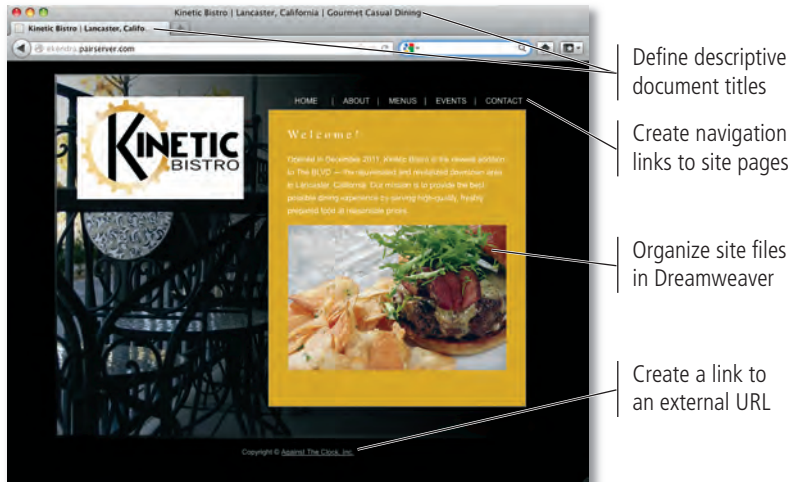 Kinetic Bistro | Lancaster, California | Gourmet Casual Dining
Kinetic Bistro | Lancaster, Califo...
ekendra.pairserver.com
HOME | ABOUT | MENUS | EVENTS | CONTACT
KINETIC
BISTRO
Welcome!
Opened in December 2011, Kinetic Bistro is the newest addition
to The BLVD — the rejuvenated and revitalized downtown area
in Lancaster, California. Our mission is to provide the best
possible dining experience by serving high-quality, freshly
prepared food at reasonable prices.
Copyright © Against The Clock, Inc.
Define descriptive
document titles
Create navigation
links to site pages
Organize site files
in Dreamweaver
Create a link to
an external URL